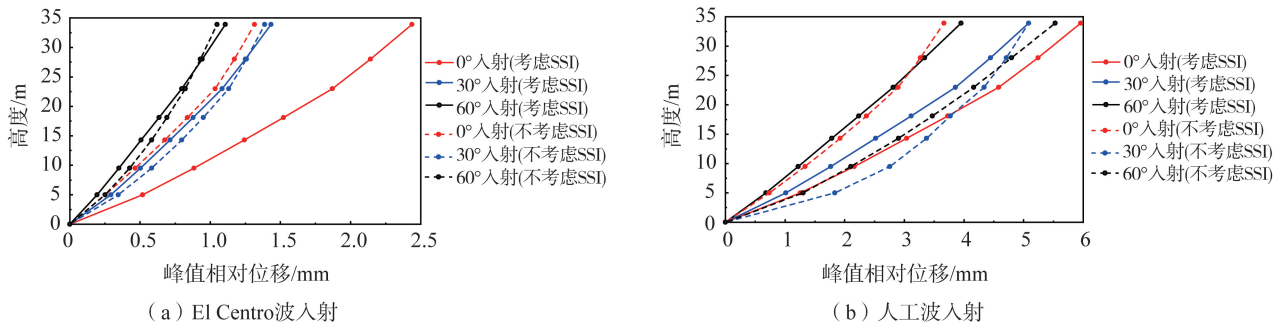 35
30
25
20
15
10
5
0
高度/m
0
0.5
1.0
1.5
2.0
2.5
峰值相对位移/mm
0°入射(考虑SSI)
30°入射(考虑SSI)
60°入射(考虑SSI)
0°入射(不考虑SSI)
30°入射(不考虑SSI)
60°入射(不考虑SSI)
（a）El Centro波入射
35
30
25
20
15
10
5
0
高度/m
0
1
2
3
4
5
6
峰值相对位移/mm
0°入射(考虑SSI)
30°入射(考虑SSI)
60°入射(考虑SSI)
0°入射(不考虑SSI)
30°入射(不考虑SSI)
60°入射(不考虑SSI)
（b）人工波入射